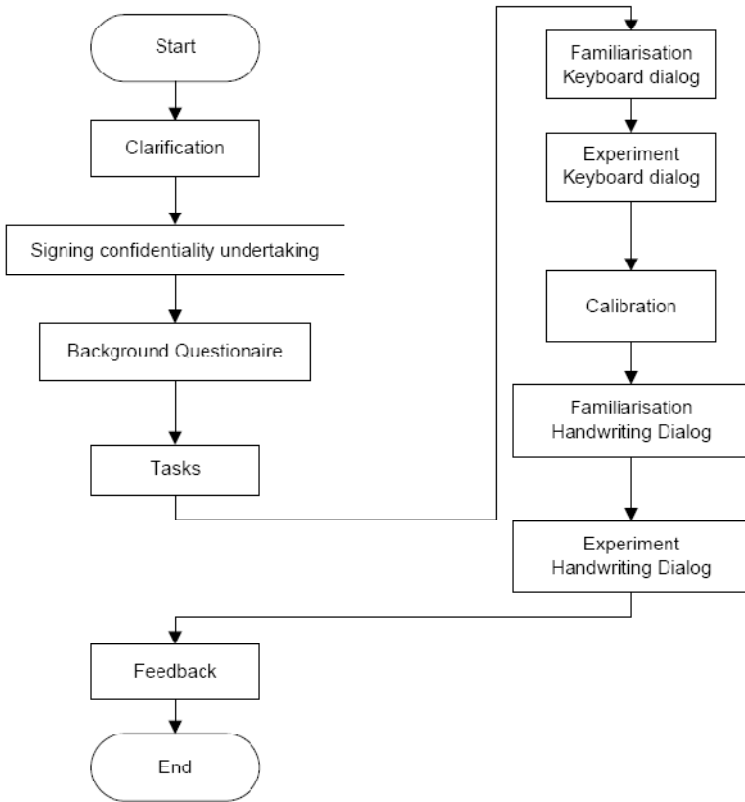 Start
Clarification
Signing confidentiality undertaking
Background Questionaire
Tasks
Familiarisation
Keyboard dialog
Experiment
Keyboard dialog
Calibration
Familiarisation
Handwriting Dialog
Experiment
Handwriting Dialog
Feedback
End